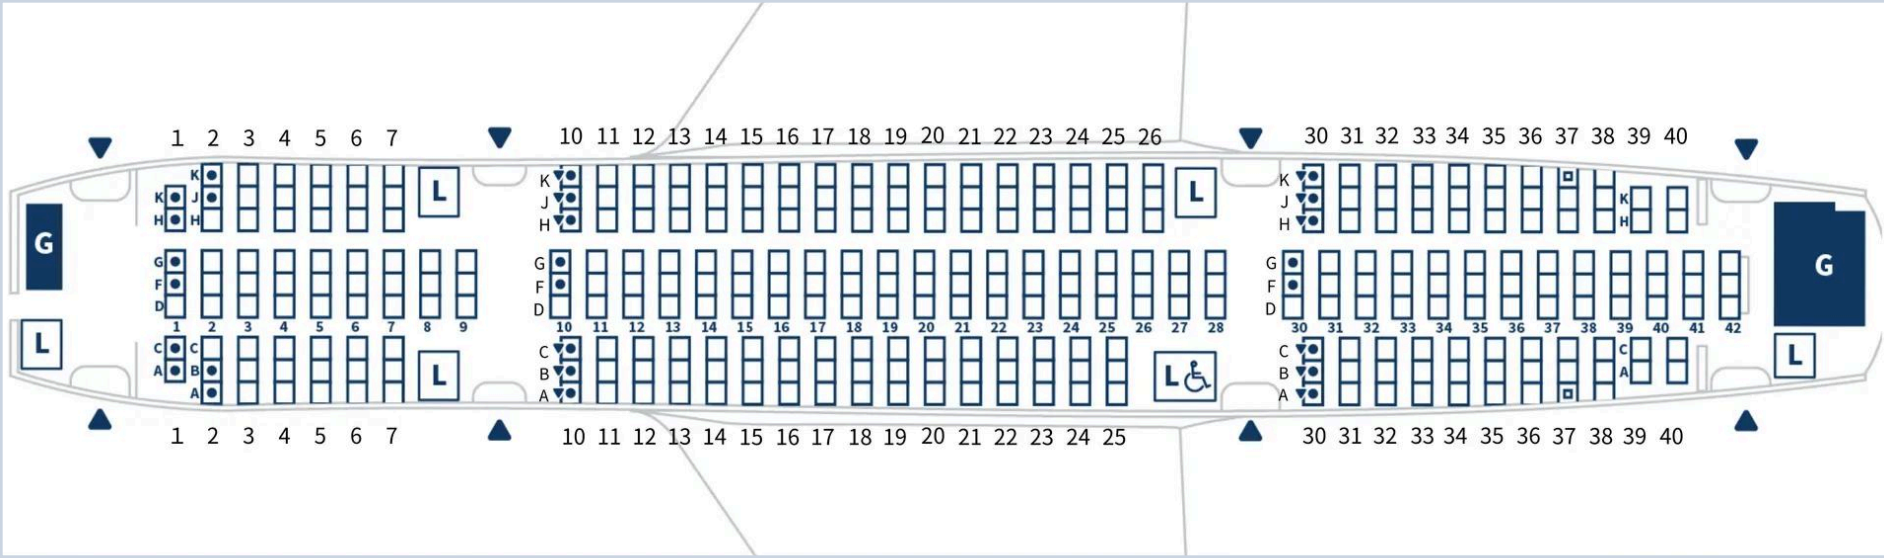 1 2 3 4 5 6 7 10 11 12 13 14 15 16 17 18 19 20 21 22 23 24 25 26 30 31 32 33 34 35 36 37 38 39 40
K K K
K J L J L J K
H H H H H
G
G G G G
F F F
D D D
1 2 3 4 5 6 7 8 9 10 11 12 13 14 15 16 17 18 19 20 21 22 23 24 25 26 27 28 30 31 32 33 34 35 36 37 38 39 40 41 42
L C C C C C L
A B L B L B A
A A A
1 2 3 4 5 6 7 10 11 12 13 14 15 16 17 18 19 20 21 22 23 24 25 30 31 32 33 34 35 36 37 38 39 40